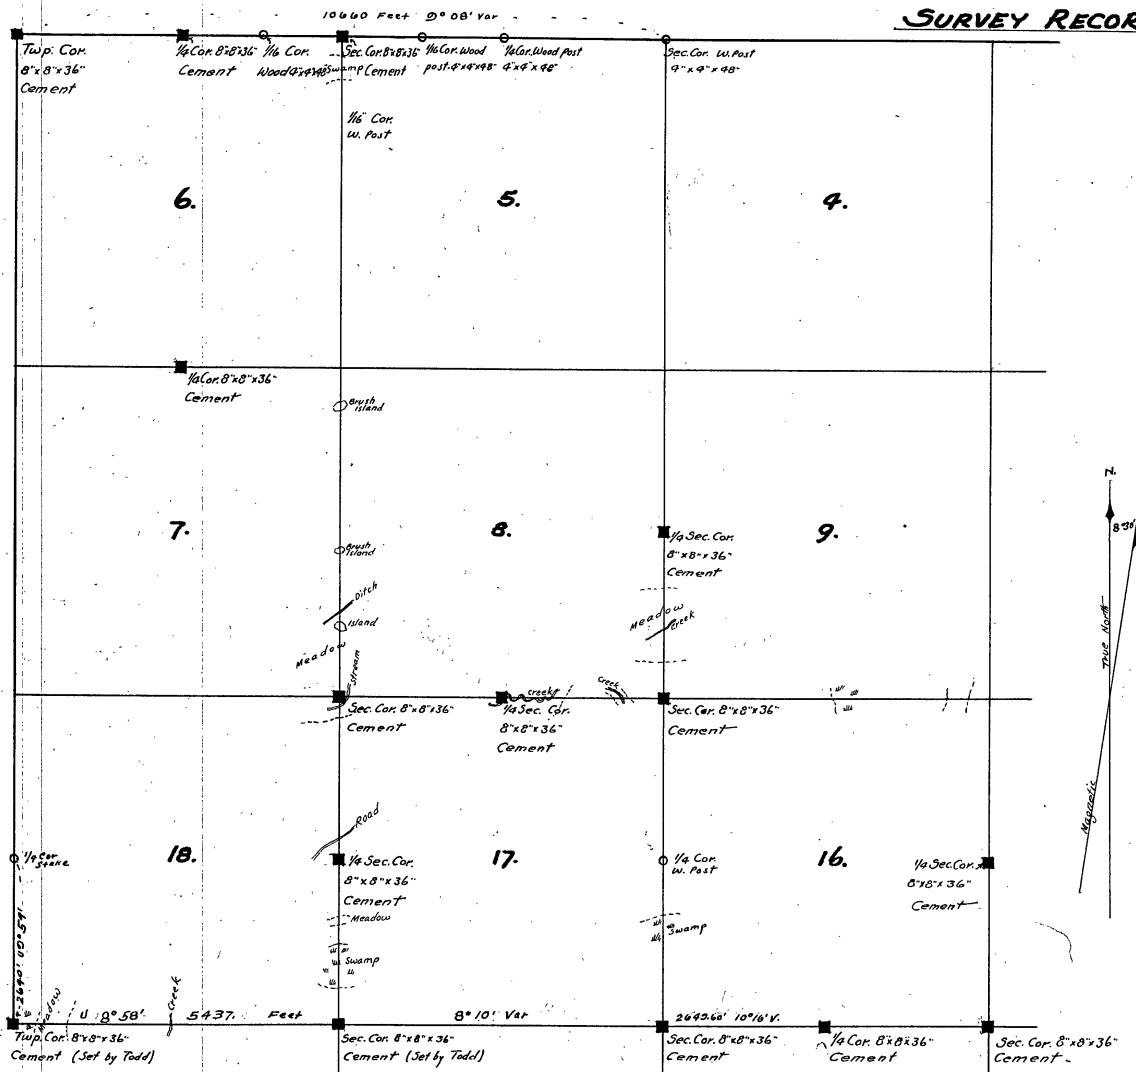 SURVEY RECOR
10660 Feet 9° 08' Var
Twp. Cor.
8"x 8"x 36"
Cement
1/4 Cor. 8"x8"x36"
Cement
1/16 Cor.
Wood 4"x4"x48"
Sec. Cor. 8"x8"x36"
Swamp Cement
1/16 Cor. Wood
post. 4"x4"x48"
1/4 Cor. Wood Post
4"x4"x 48"
Sec. Cor. W. Post
4"x 4"x 48"
1/16 Cor.
W. Post
6.
5.
4.
1/4 Cor. 8"x8"x36"
Cement
Brush
Island
7.
8.
9.
N.
8°30'
1/4 Sec. Cor.
8"x8"x36"
Cement
Brush
Island
Ditch
Island
Meadow
Stream
Meadow
Creek
True North
Magnetic
creek
Creek
Sec. Cor. 8"x8"x36"
Cement
1/4 Sec. Cor.
8"x8"x36"
Cement
Sec. Cor. 8"x8"x36"
Cement
Road
18.
17.
16.
1/4 Cor
Stake
1/4 Sec. Cor.
8"x8"x36"
Cement
1/4 Cor.
W. Post
1/4 Sec. Cor.
8"x8"x36"
Cement
Meadow
Swamp
Swamp
Meadow
Creek
8° 58' 5437 Feet
8° 10' Var
2649.60' 10°16' V.
Twp. Cor. 8"x8"x36"
Cement (Set by Todd)
Sec. Cor. 8"x8"x36"
Cement (Set by Todd)
Sec. Cor. 8"x8"x36"
Cement
1/4 Cor. 8"x8"x36"
Cement
Sec. Cor. 8"x8"x36"
Cement